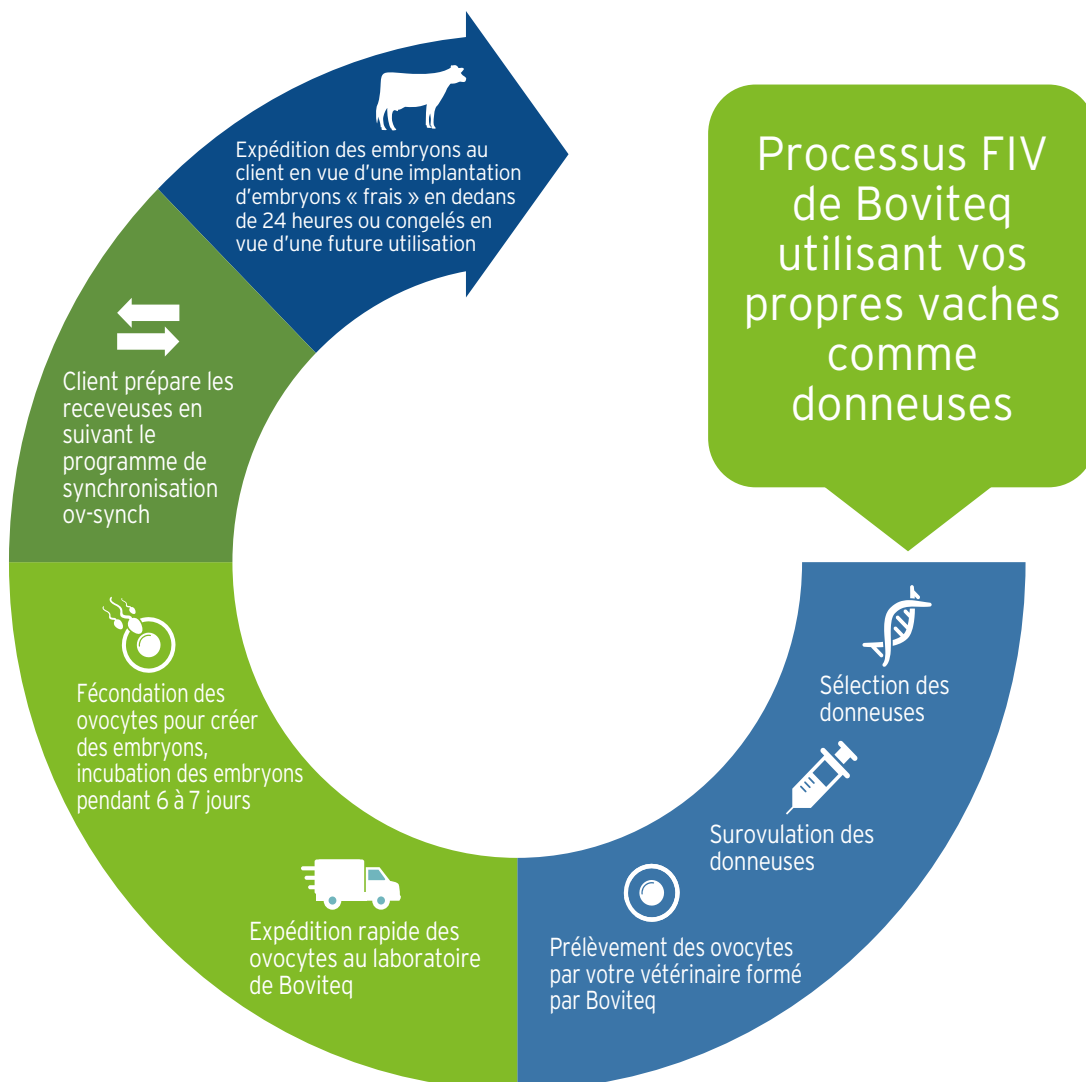 Processus FIV
de Boviteq
utilisant vos
propres vaches
comme
donneuses
Sélection des
donneuses
Surovulation des
donneuses
Prélèvement des ovocytes
par votre vétérinaire formé
par Boviteq
Expédition rapide des
ovocytes au laboratoire
de Boviteq
Fécondation des
ovocytes pour créer
des embryons,
incubation des embryons
pendant 6 à 7 jours
Client prépare les
receveuses en
suivant le
programme de
synchronisation
ov-synch
Expédition des embryons au
client en vue d'une implantation
d'embryons « frais » en dedans
de 24 heures ou congelés en
vue d'une future utilisation